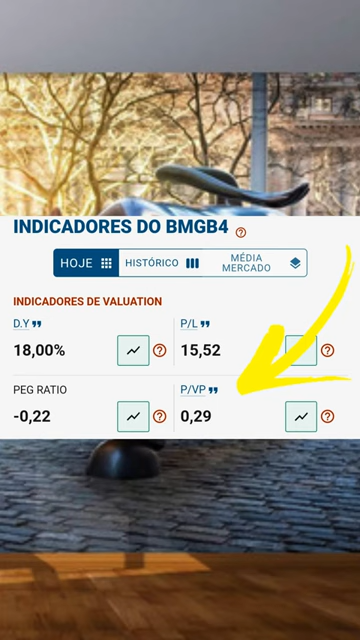 INDICADORES DO BMGB4 ?
HOJE HISTÓRICO MÉDIA MERCADO
INDICADORES DE VALUATION
D.Y P/L
18,00% ? 15,52 ?
PEG RATIO P/VP
-0,22 ? 0,29 ?